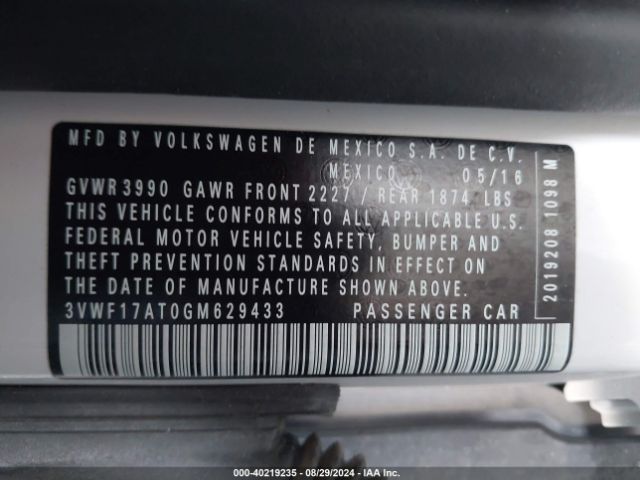 MFD BY VOLKSWAGEN DE MEXICO S.A. DE C.V.
MEXICO 05/16
GVWR 3990 GAWR FRONT 2227 / REAR 1874 LBS
THIS VEHICLE CONFORMS TO ALL APPLICABLE U.S.
FEDERAL MOTOR VEHICLE SAFETY, BUMPER AND
THEFT PREVENTION STANDARDS IN EFFECT ON
THE DATE OF MANUFACTURE SHOWN ABOVE.
3VWF17AT0GM629433 PASSENGER CAR
2019208 1098 M
000-40219235 - 08/29/2024 - IAA Inc.